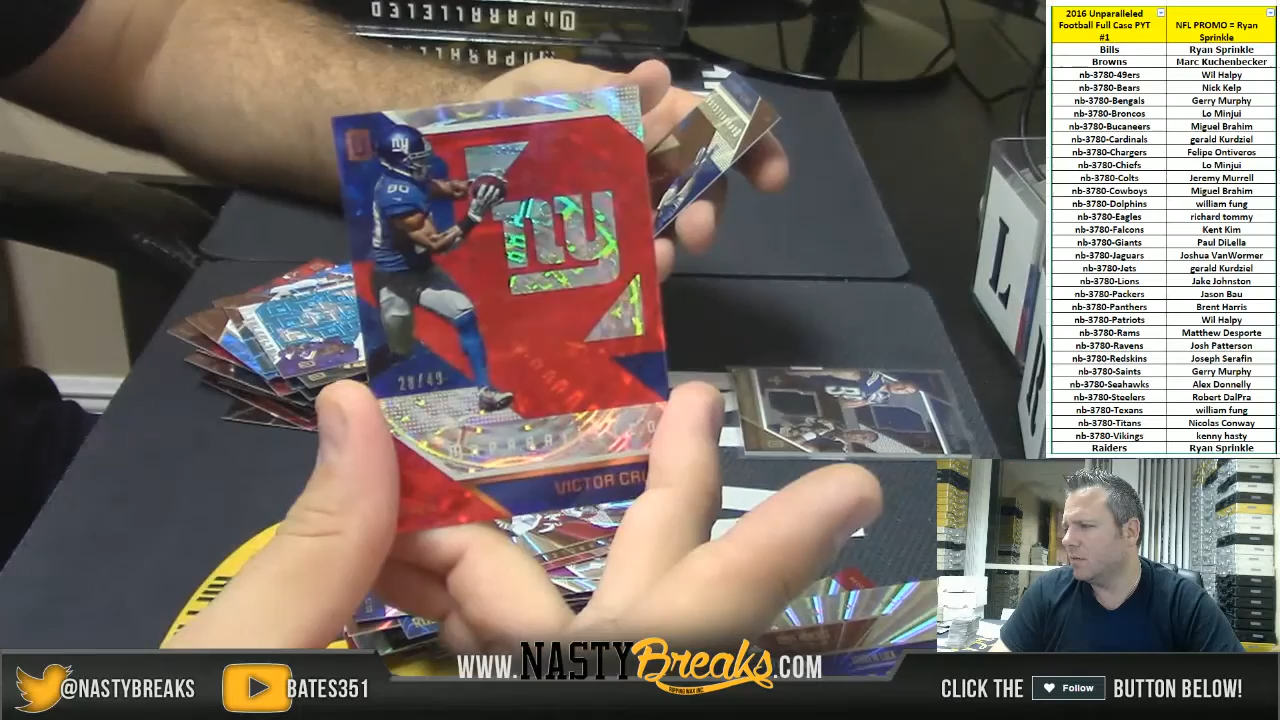 UNPARALLELED
2016 Unparalleled Football Full Case PYT #1
NFL PROMO = Ryan Sprinkle
Bills Ryan Sprinkle
Browns Marc Kuchenbecker
nb-3780-49ers Wil Halpy
nb-3780-Bears Nick Kelp
nb-3780-Bengals Gerry Murphy
nb-3780-Broncos Lo Minjui
nb-3780-Bucaneers Miguel Brahim
nb-3780-Cardinals gerald Kurdziel
nb-3780-Chargers Felipe Ontiveros
nb-3780-Chiefs Lo Minjui
nb-3780-Colts Jeremy Murrell
nb-3780-Cowboys Miguel Brahim
nb-3780-Dolphins william fung
nb-3780-Eagles richard tommy
nb-3780-Falcons Kent Kim
nb-3780-Giants Paul DiLella
nb-3780-Jaguars Joshua VanWormer
nb-3780-Jets gerald Kurdziel
nb-3780-Lions Jake Johnston
nb-3780-Packers Jason Bau
nb-3780-Panthers Brent Harris
nb-3780-Patriots Wil Halpy
nb-3780-Rams Matthew Desporte
nb-3780-Ravens Josh Patterson
nb-3780-Redskins Joseph Serafin
nb-3780-Saints Gerry Murphy
nb-3780-Seahawks Alex Donnelly
nb-3780-Steelers Robert DalPra
nb-3780-Texans william fung
nb-3780-Titans Nicolas Conway
nb-3780-Vikings kenny hasty
Raiders Ryan Sprinkle
ny
80
ny
28/49
VICTOR CRU
L
@NASTYBREAKS
BATES351
WWW.NASTYBreaks.COM
RIPPING WAX INC.
CLICK THE Follow BUTTON BELOW!